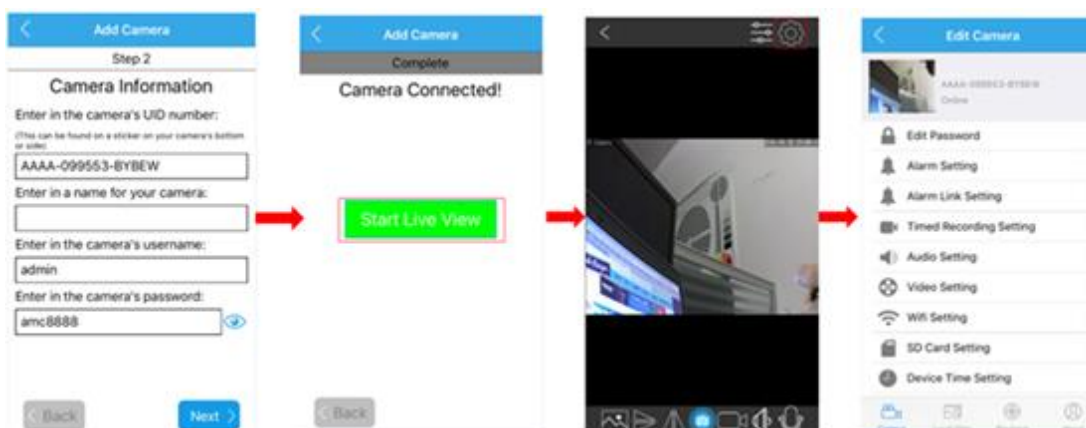 Add Camera
Step 2
Camera Information
Enter in the camera's UID number:
(This can be found on a sticker on your camera's bottom
or side)
AAAA-099553-BYBEW
Enter in a name for your camera:
Enter in the camera's username:
admin
Enter in the camera's password:
amc8888
< Back
Next >
Add Camera
Complete
Camera Connected!
Start Live View
< Back
Edit Camera
AAAA-099553-BYBEW
Online
Edit Password
Alarm Setting
Alarm Link Setting
Timed Recording Setting
Audio Setting
Video Setting
Wifi Setting
SD Card Setting
Device Time Setting